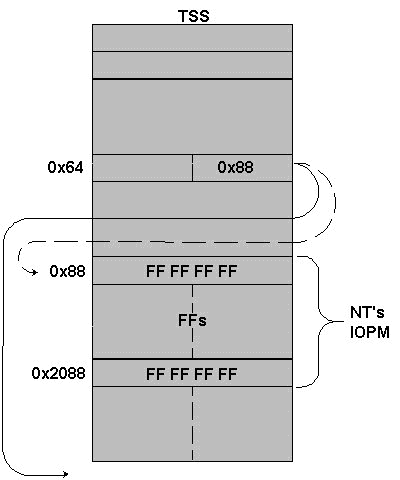 TSS
0x64 0x88
0x88 FF FF FF FF
FFs
NT's
IOPM
0x2088 FF FF FF FF